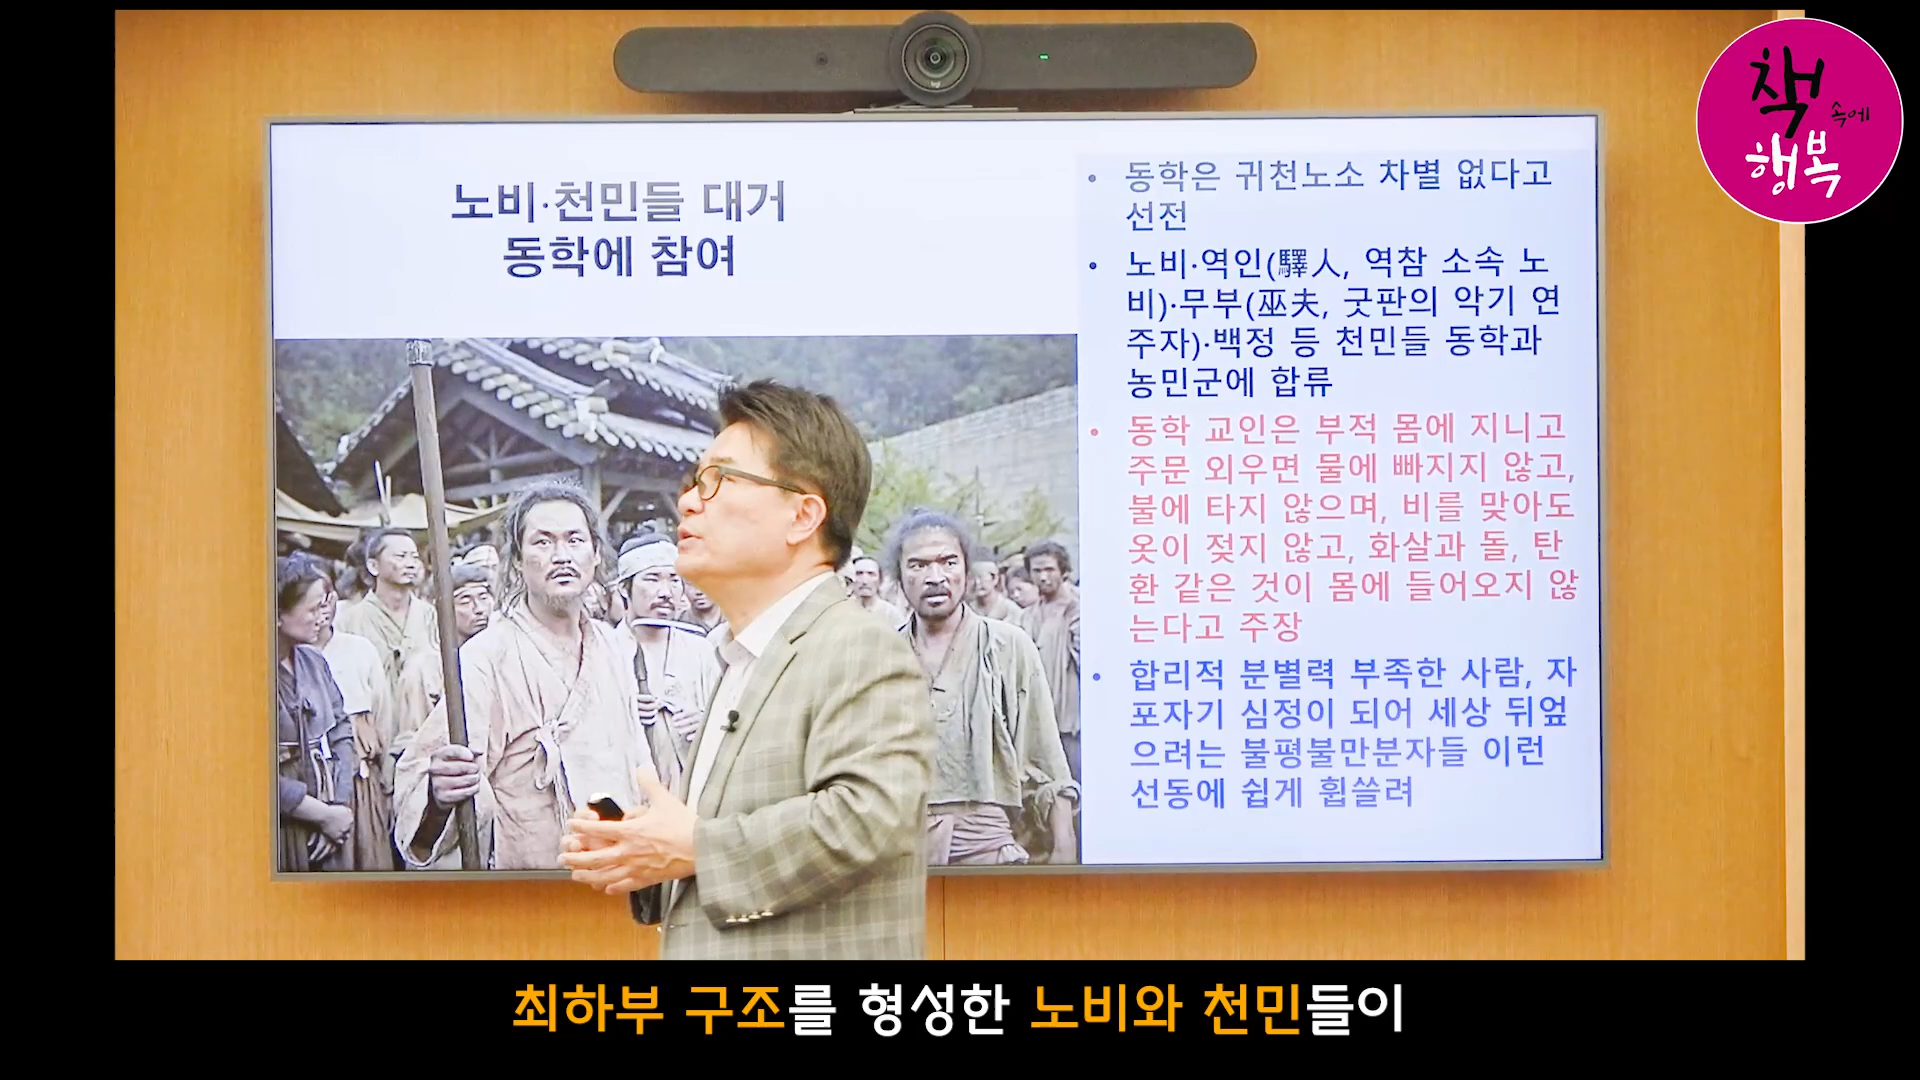 책
속에
행복
노비·천민들 대거
동학에 참여
• 동학은 귀천노소 차별 없다고
선전
• 노비·역인(驛人, 역참 소속 노
비)·무부(巫夫, 굿판의 악기 연
주자)·백정 등 천민들 동학과
농민군에 합류
• 동학 교인은 부적 몸에 지니고
주문 외우면 물에 빠지지 않고,
불에 타지 않으며, 비를 맞아도
옷이 젖지 않고, 화살과 돌, 탄
환 같은 것이 몸에 들어오지 않
는다고 주장
• 합리적 분별력 부족한 사람, 자
포자기 심정이 되어 세상 뒤엎
으려는 불평불만분자들 이런
선동에 쉽게 휩쓸려
최하부 구조를 형성한 노비와 천민들이